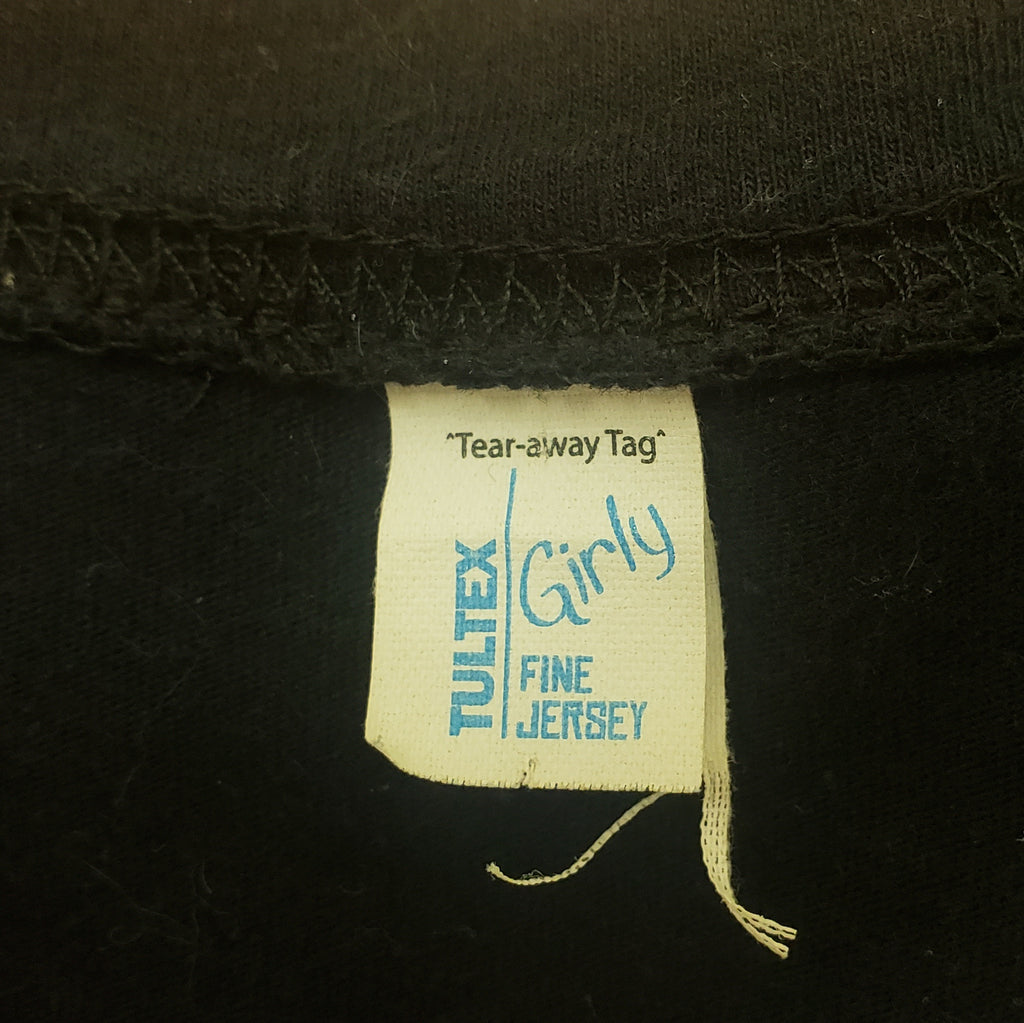 ^Tear-away Tag^
TULTEX
Girly
FINE
JERSEY